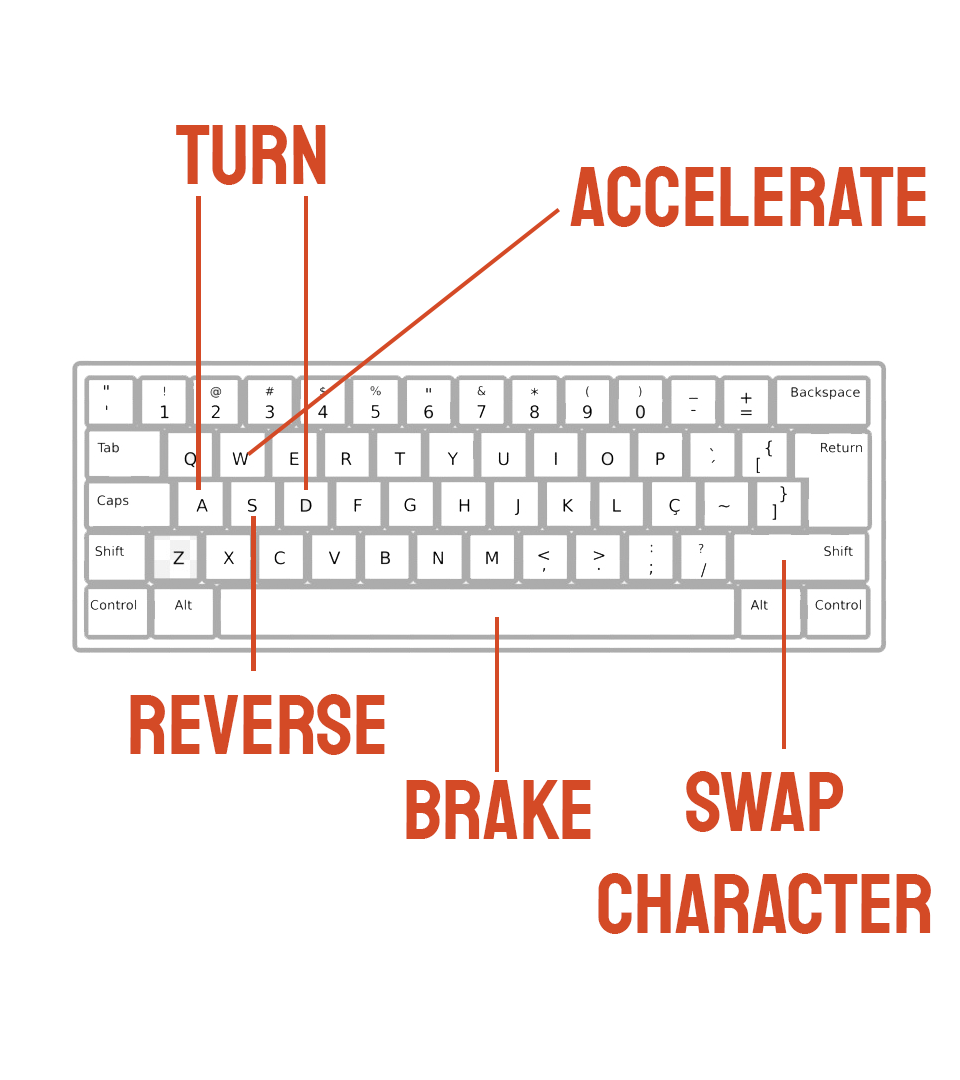 TURN
ACCELERATE
" ! @ # $ % " & * ( ) _ + Backspace
' 1 2 3 4 5 6 7 8 9 0 - =
Tab Q W E R T Y U I O P ` ´ { [ Return
Caps A S D F G H J K L Ç ~ } ]
Shift Z X C V B N M < , > . : ; ? / Shift
Control Alt Alt Control
REVERSE
BRAKE
SWAP
CHARACTER